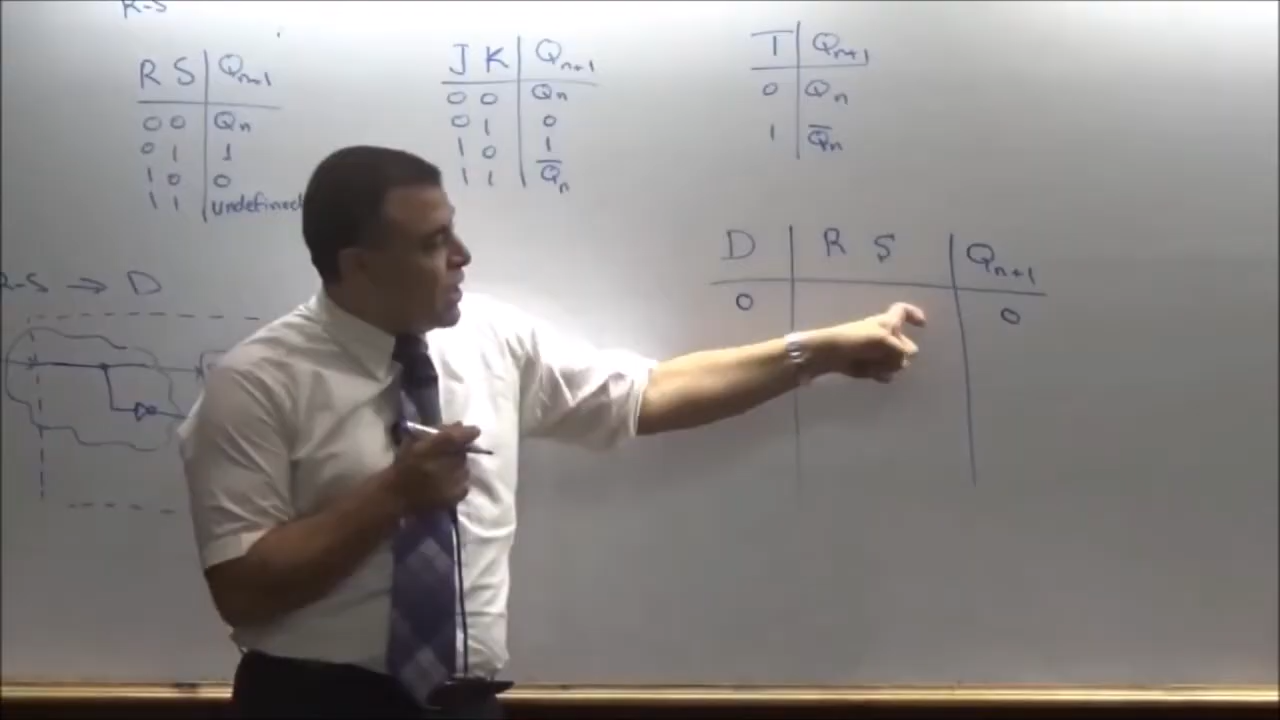 R-S
R S Qn+1
0 0 Qn
0 1 1
1 0 0
1 1 undefined
J K Qn+1
0 0 Qn
0 1 0
1 0 1
1 1 Q̅n
T Qn+1
0 Qn
1 Q̅n
R-S → D
D R S Qn+1
0 0